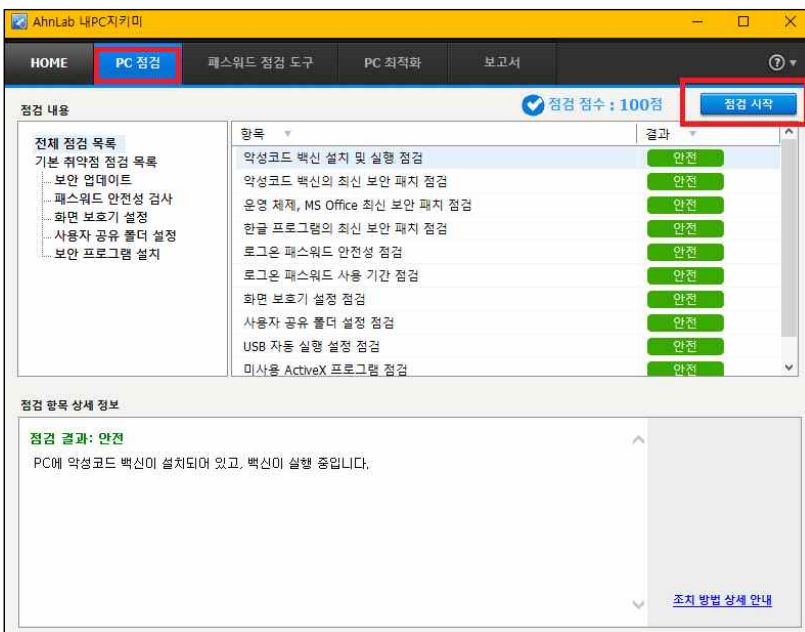 AhnLab 내PC지키미
HOME PC 점검 패스워드 점검 도구 PC 최적화 보고서
점검 내용
점검 점수 : 100점
점검 시작
전체 점검 목록
기본 취약점 점검 목록
보안 업데이트
패스워드 안전성 검사
화면 보호기 설정
사용자 공유 폴더 설정
보안 프로그램 설치
항목 결과
악성코드 백신 설치 및 실행 점검 안전
악성코드 백신의 최신 보안 패치 점검 안전
운영 체제, MS Office 최신 보안 패치 점검 안전
한글 프로그램의 최신 보안 패치 점검 안전
로그온 패스워드 안전성 점검 안전
로그온 패스워드 사용 기간 점검 안전
화면 보호기 설정 점검 안전
사용자 공유 폴더 설정 점검 안전
USB 자동 실행 설정 점검 안전
미사용 ActiveX 프로그램 점검 안전
점검 항목 상세 정보
점검 결과: 안전
PC에 악성코드 백신이 설치되어 있고, 백신이 실행 중입니다.
조치 방법 상세 안내